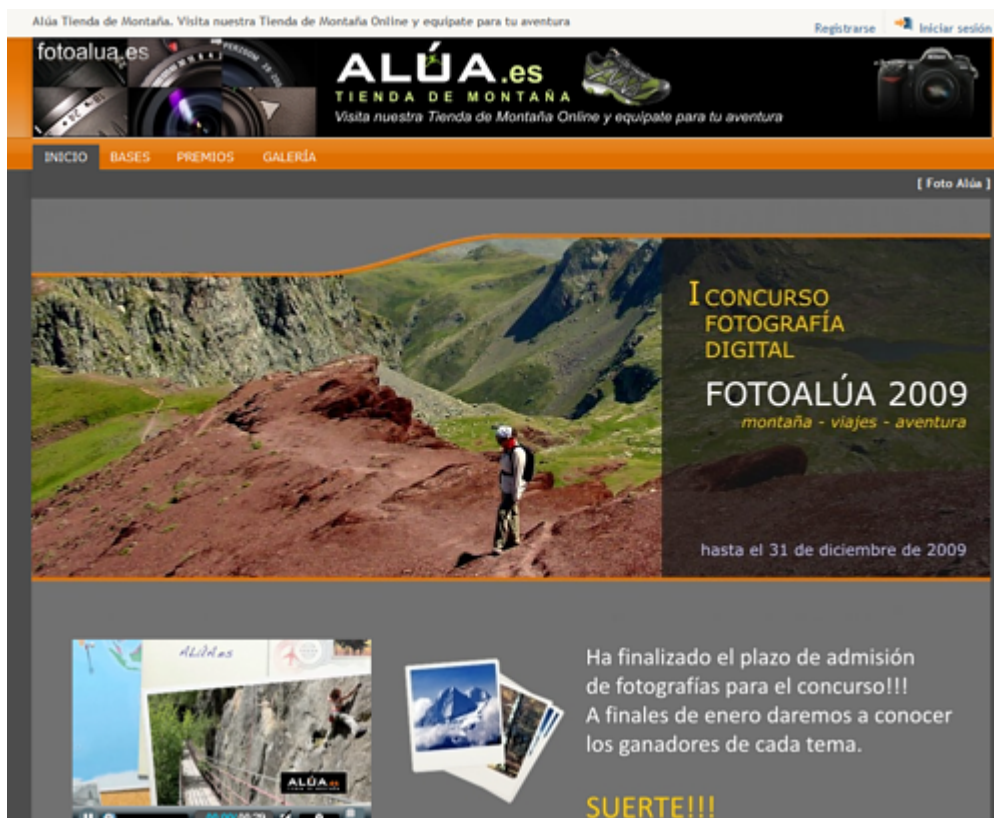 Alúa Tienda de Montaña. Visita nuestra Tienda de Montaña Online y equipate para tu aventura
Registrarse Iniciar sesión
fotoalua.es
ALÚA.es
TIENDA DE MONTAÑA
Visita nuestra Tienda de Montaña Online y equipate para tu aventura
INICIO BASES PREMIOS GALERÍA
[ Foto Alúa ]
I CONCURSO
FOTOGRAFÍA
DIGITAL
FOTOALÚA 2009
montaña - viajes - aventura
hasta el 31 de diciembre de 2009
ALÚA.es
ALÚA.es
Ha finalizado el plazo de admisión
de fotografías para el concurso!!!
A finales de enero daremos a conocer
los ganadores de cada tema.
SUERTE!!!